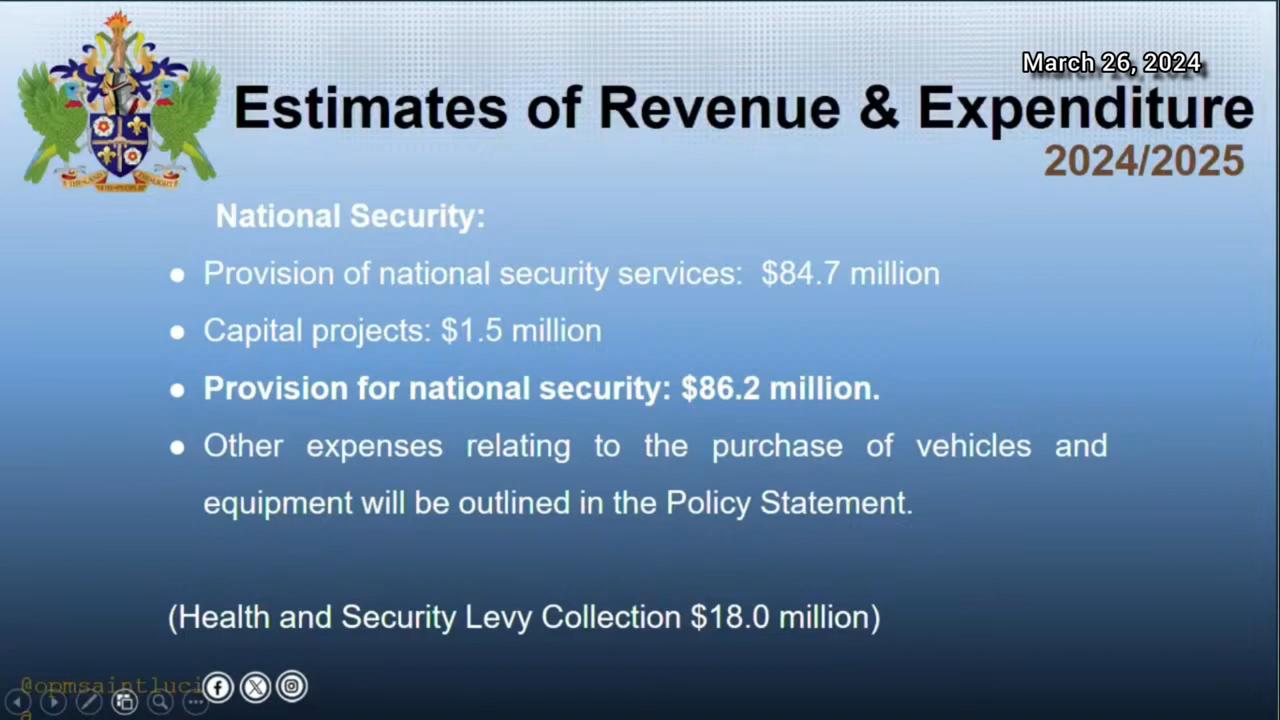 March 26, 2024
Estimates of Revenue & Expenditure
2024/2025
National Security:
● Provision of national security services: $84.7 million
● Capital projects: $1.5 million
● Provision for national security: $86.2 million.
● Other expenses relating to the purchase of vehicles and
equipment will be outlined in the Policy Statement.
(Health and Security Levy Collection $18.0 million)
@opmsaintluci
a